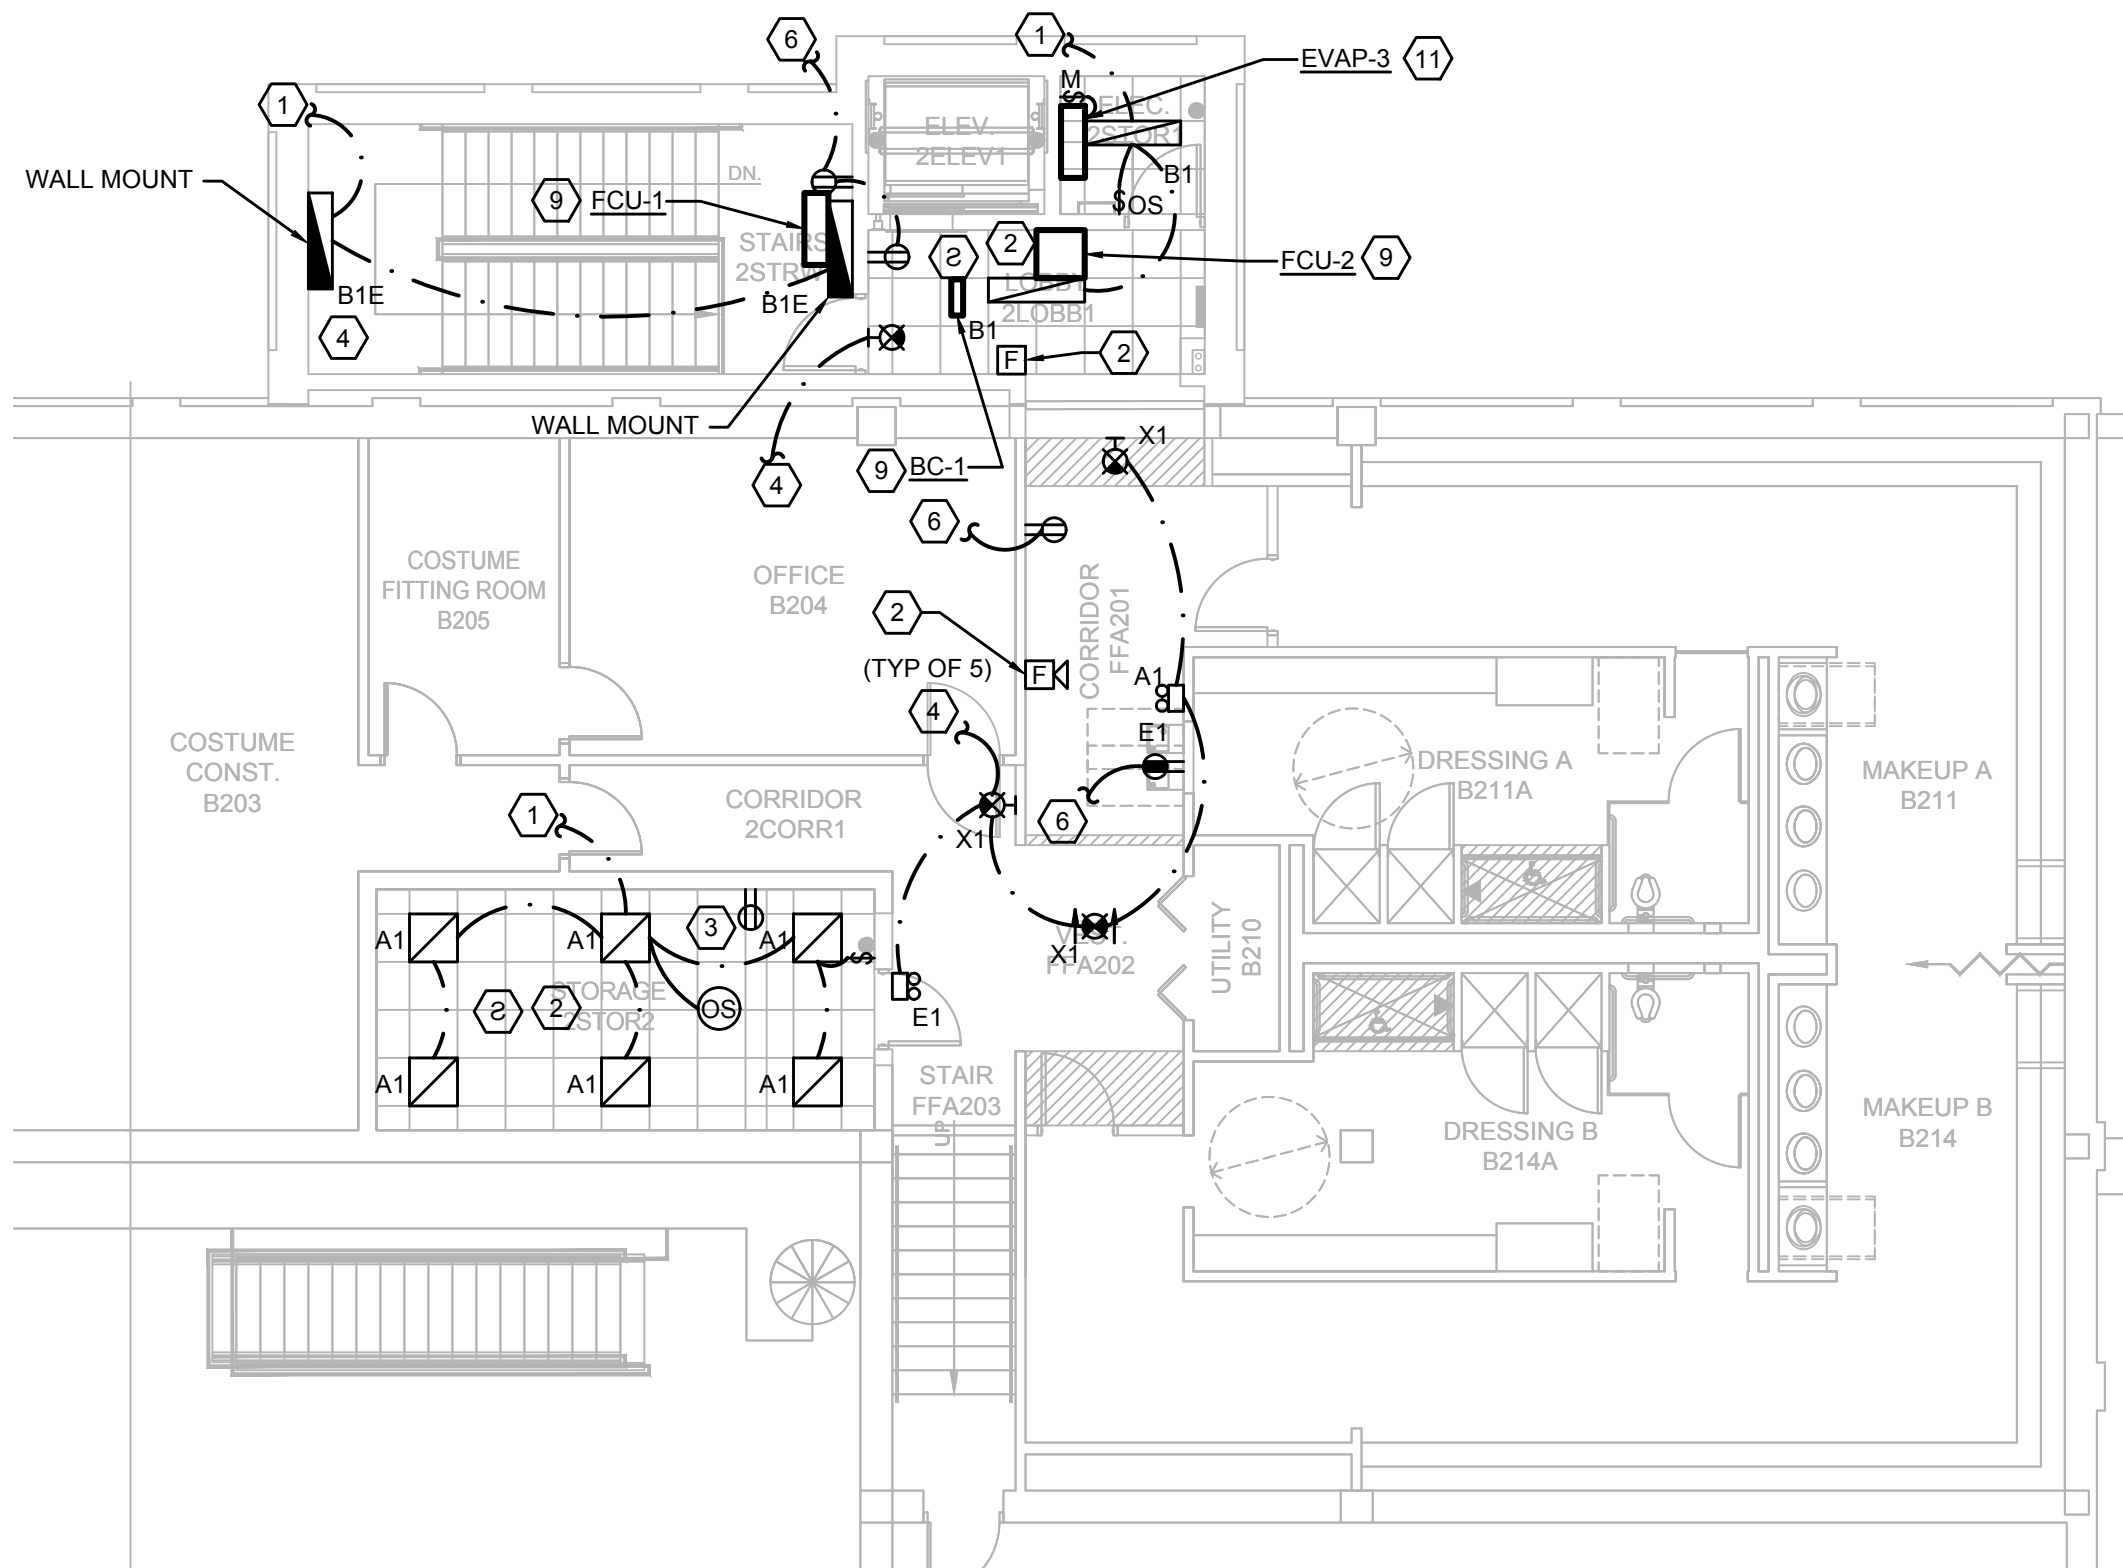 6
1
EVAP-3
11
M
$
1
ELEC.
2STOR1
ELEV.
2ELEV1
WALL MOUNT
DN.
9
FCU-1
B1
$OS
STAIRS
2
S
2
FCU-2
9
B1E
B1E
LOBBY
2LOBB1
4
B1
F
2
WALL MOUNT
X1
9
BC-1
4
6
COSTUME
FITTING ROOM
B205
OFFICE
B204
CORRIDOR
FFA201
2
(TYP OF 5)
F
A1
4
E1
COSTUME
CONST.
B203
DRESSING A
B211A
MAKEUP A
B211
CORRIDOR
2CORR1
1
6
X1
3
A1
A1
A1
$
X1
VEST.
FFA202
UTILITY
B210
S
2
STORAGE
2STOR2
OS
E1
A1
A1
A1
STAIR
FFA203
UP
DRESSING B
B214A
MAKEUP B
B214